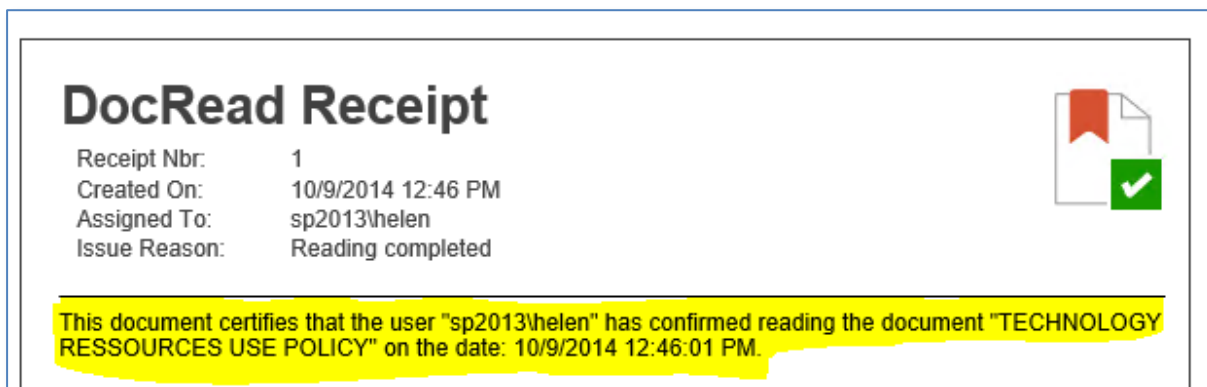 DocRead Receipt
Receipt Nbr: 1
Created On: 10/9/2014 12:46 PM
Assigned To: sp2013\helen
Issue Reason: Reading completed
This document certifies that the user "sp2013\helen" has confirmed reading the document "TECHNOLOGY
RESSOURCES USE POLICY" on the date: 10/9/2014 12:46:01 PM.